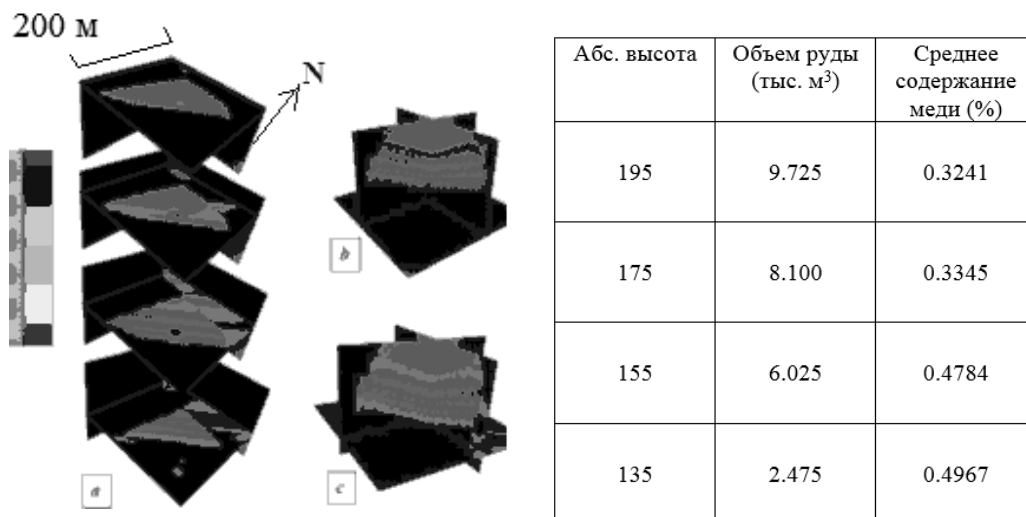 200 м
N
b
a
c
Абс. высота
Объем руды
(тыс. м³)
Среднее
содержание
меди (%)
195
9.725
0.3241
175
8.100
0.3345
155
6.025
0.4784
135
2.475
0.4967